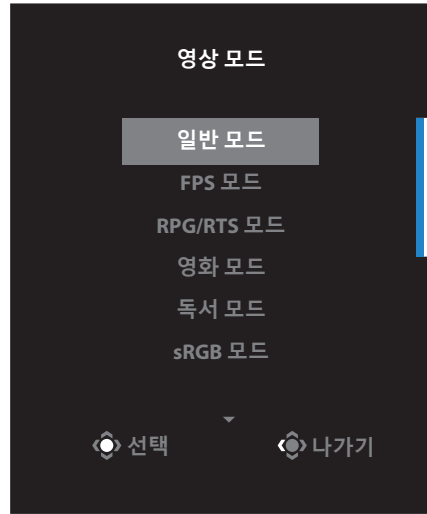 영상 모드
일반 모드
FPS 모드
RPG/RTS 모드
영화 모드
독서 모드
sRGB 모드
선택 나가기